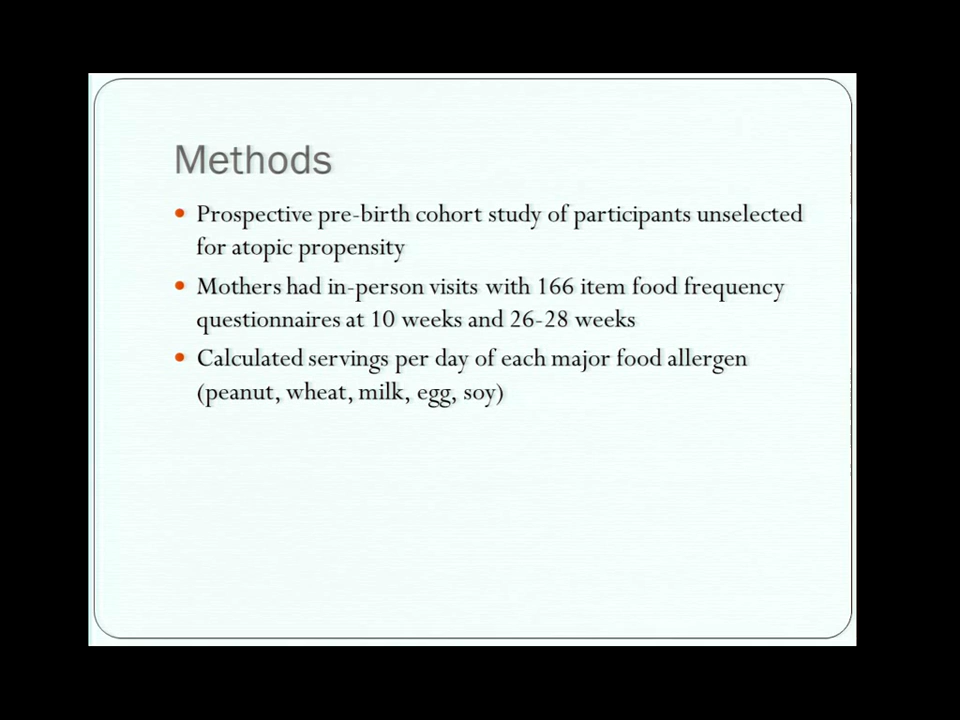 Methods
Prospective pre-birth cohort study of participants unselected
for atopic propensity
Mothers had in-person visits with 166 item food frequency
questionnaires at 10 weeks and 26-28 weeks
Calculated servings per day of each major food allergen
(peanut, wheat, milk, egg, soy)